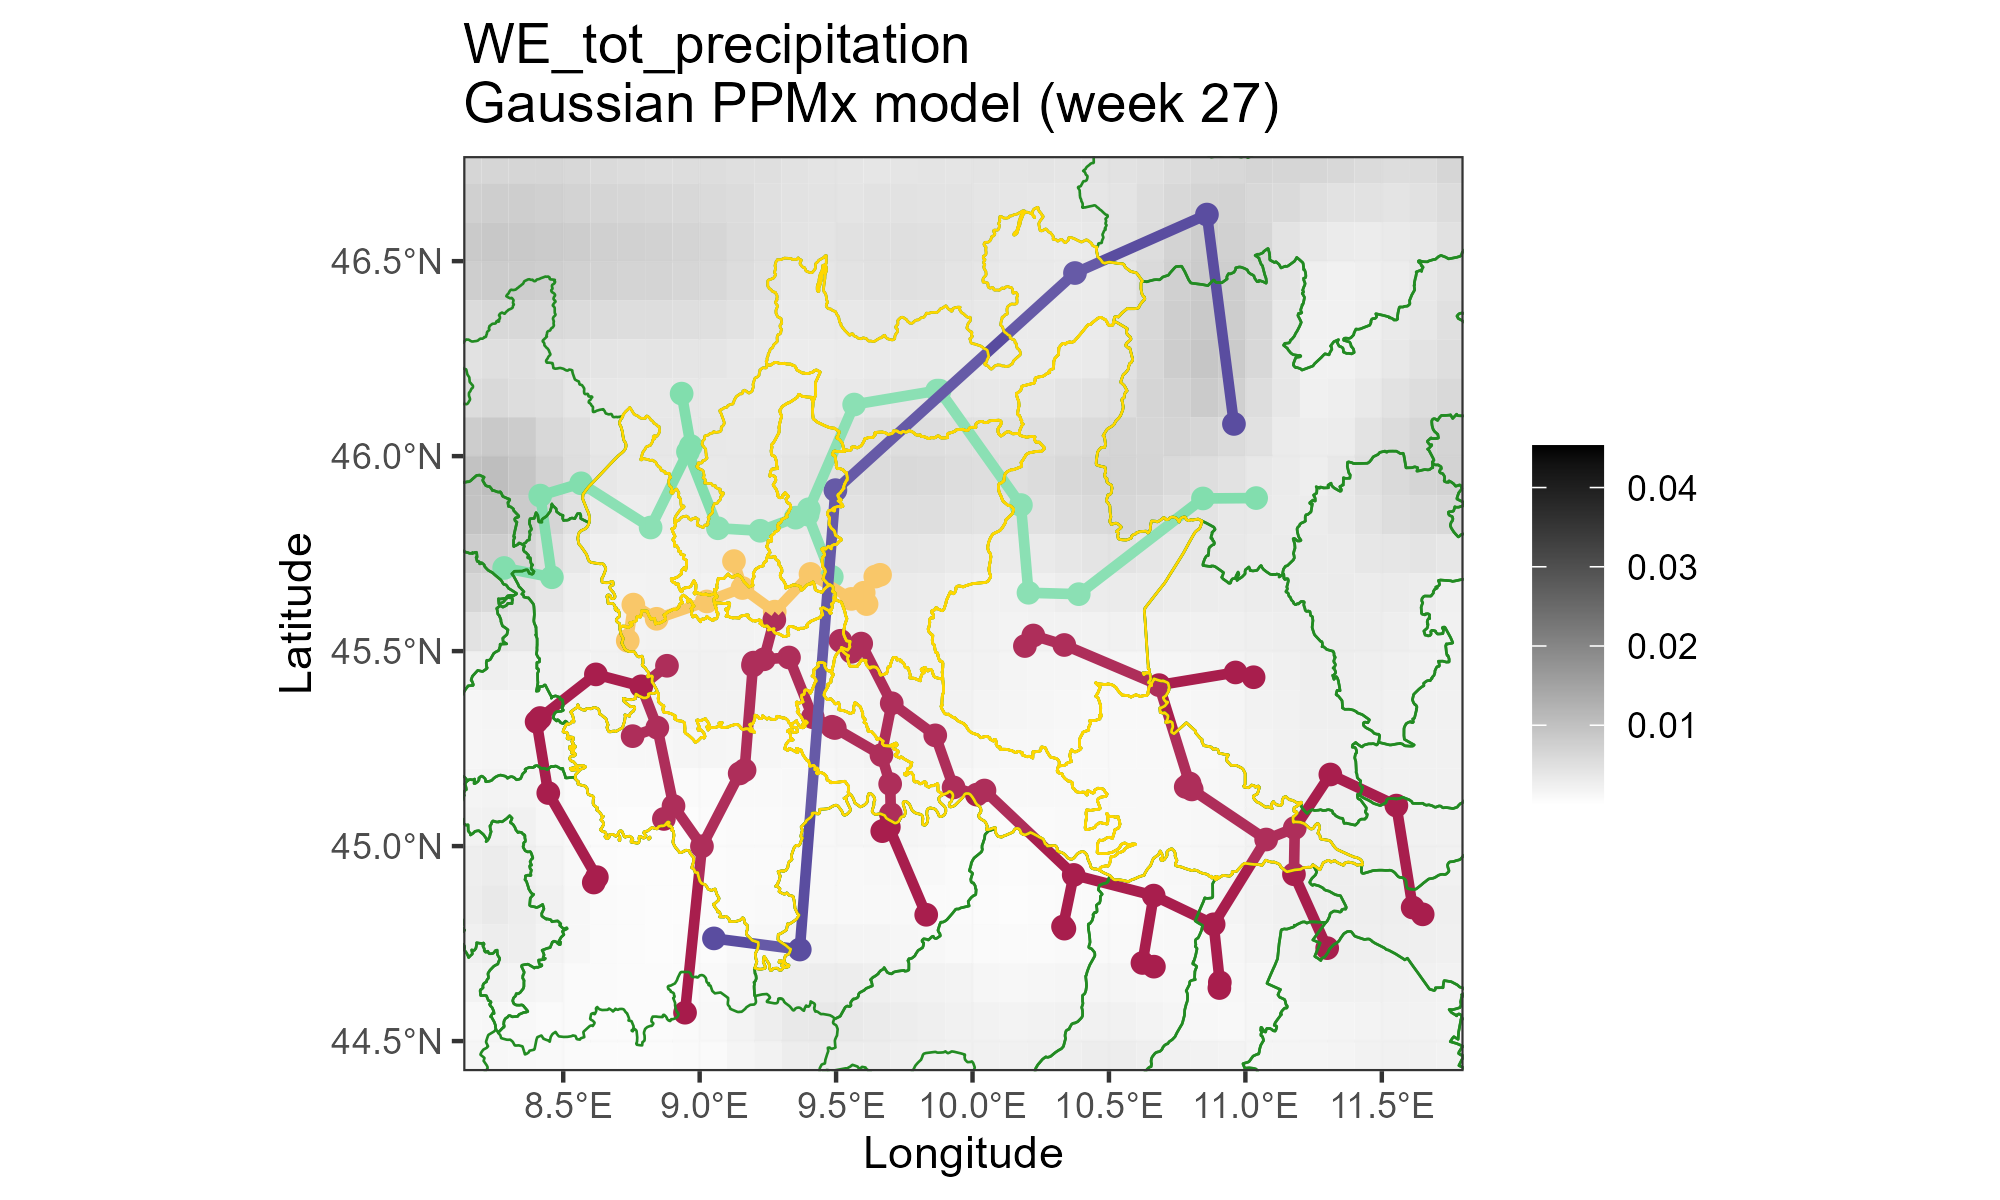 WE_tot_precipitation
Gaussian PPMx model (week 27)
46.5°N
46.0°N
45.5°N
45.0°N
44.5°N
Latitude
8.5°E
9.0°E
9.5°E
10.0°E
10.5°E
11.0°E
11.5°E
Longitude
0.04
0.03
0.02
0.01